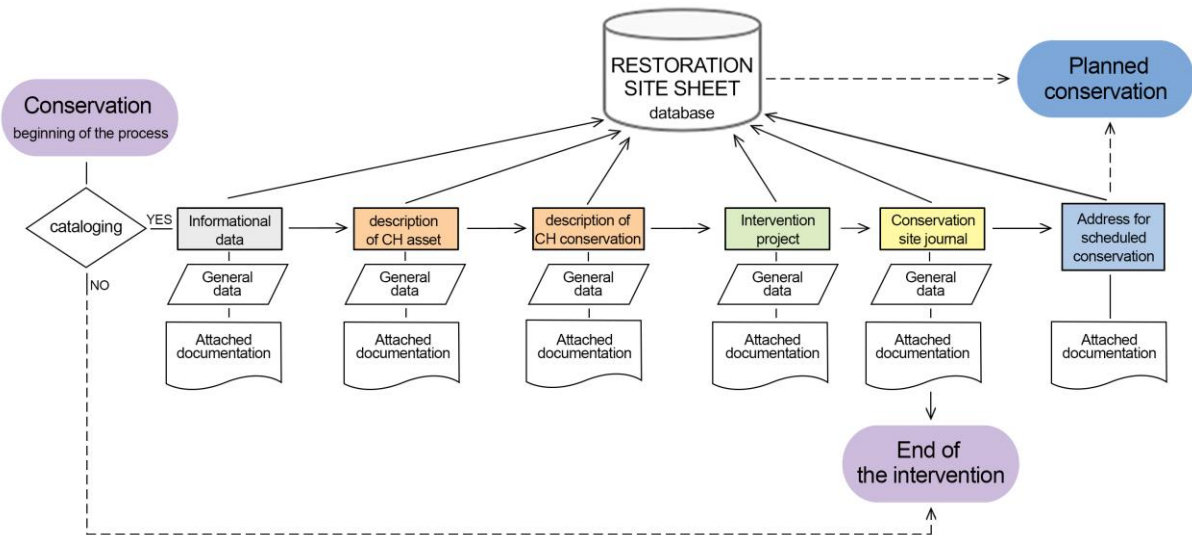 RESTORATION
SITE SHEET
database
Planned
conservation
Conservation
beginning of the process
cataloging
YES
NO
Informational
data
description
of CH asset
description of
CH conservation
Intervention
project
Conservation
site journal
Address for
scheduled
conservation
General
data
General
data
General
data
General
data
General
data
Attached
documentation
Attached
documentation
Attached
documentation
Attached
documentation
Attached
documentation
Attached
documentation
End of
the intervention